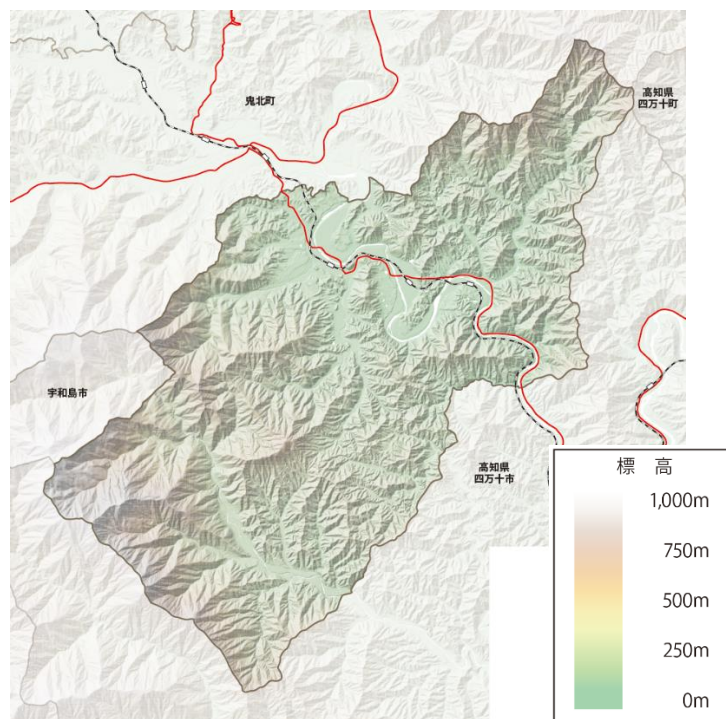 鬼北町
高知県
四万十町
宇和島市
高知県
四万十市
標 高
1,000m
750m
500m
250m
0m